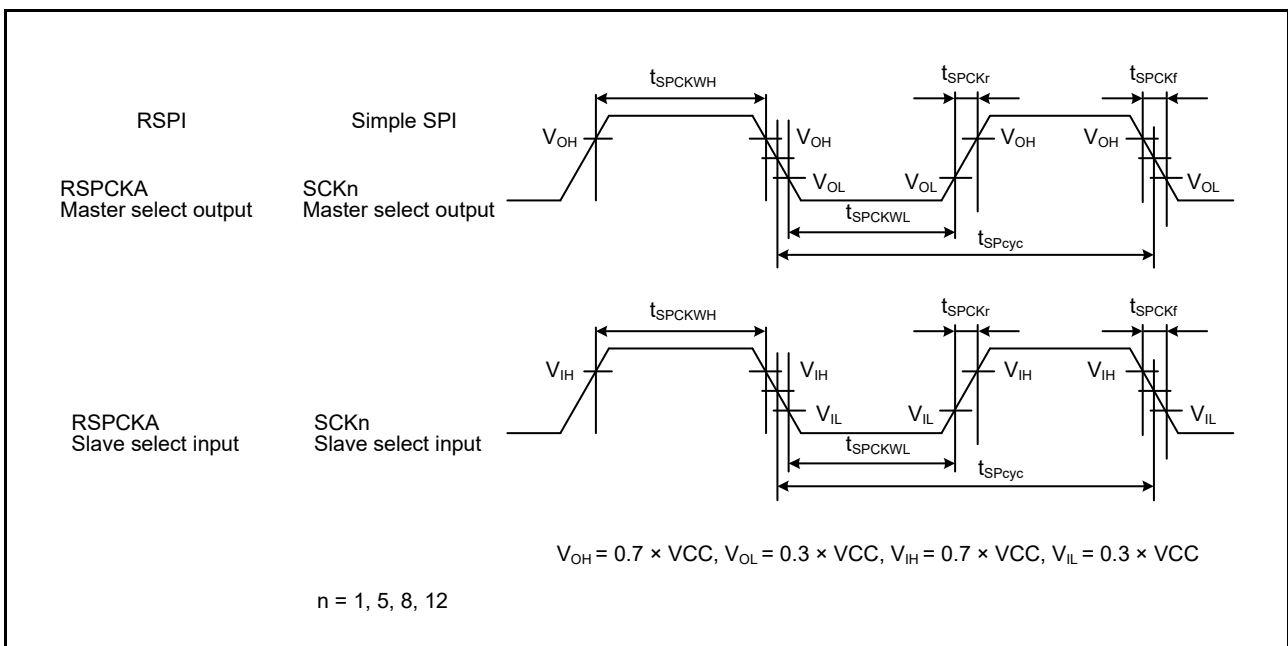 tSPCKWH
tSPCKr
tSPCKf
RSPI
Simple SPI
VOH
VOH
VOH
VOH
RSPCKA
Master select output
SCKn
Master select output
VOL
VOL
VOL
tSPCKWL
tSPcyc
tSPCKWH
tSPCKr
tSPCKf
VIH
VIH
VIH
VIH
RSPCKA
Slave select input
SCKn
Slave select input
VIL
VIL
VIL
tSPCKWL
tSPcyc
VOH = 0.7 × VCC, VOL = 0.3 × VCC, VIH = 0.7 × VCC, VIL = 0.3 × VCC
n = 1, 5, 8, 12